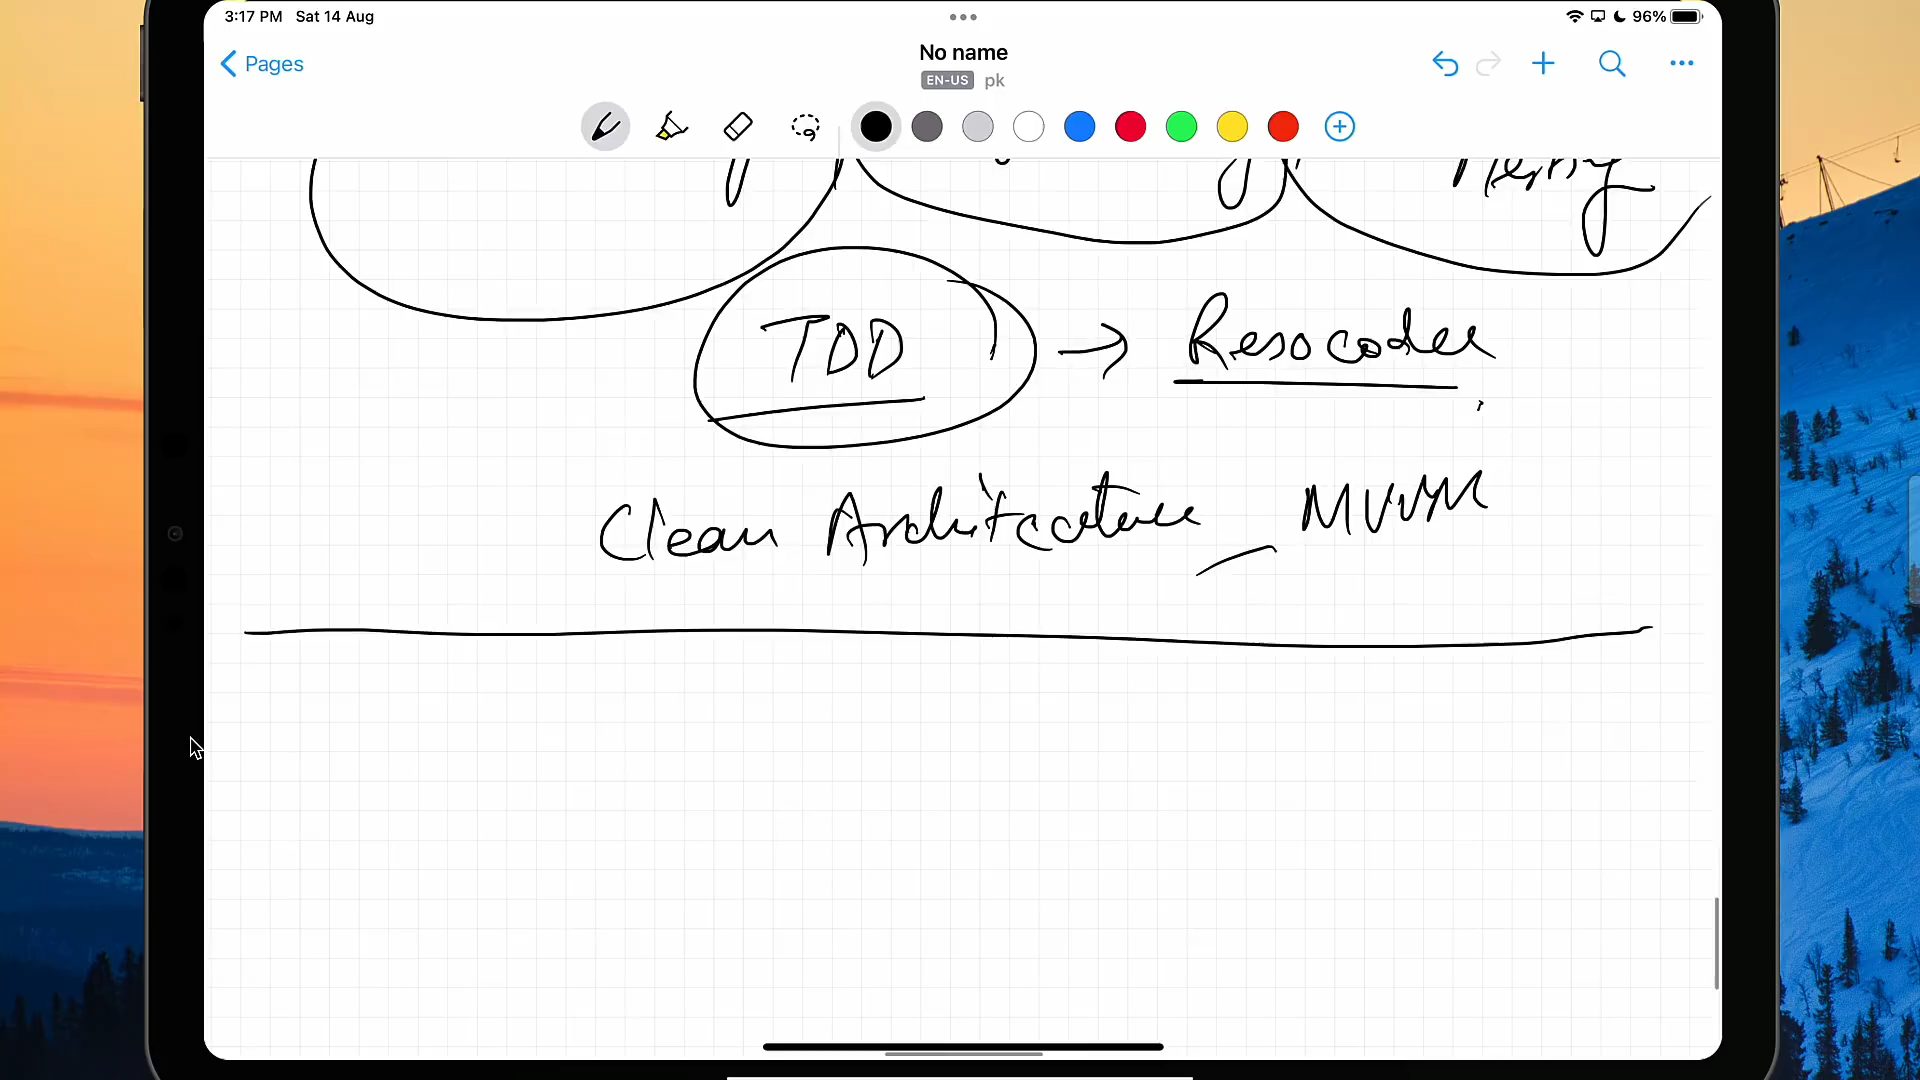 3:17 PM Sat 14 Aug 96%
Pages No name
EN-US pk
TDD → Resocoder
Clean Architecture MVVM